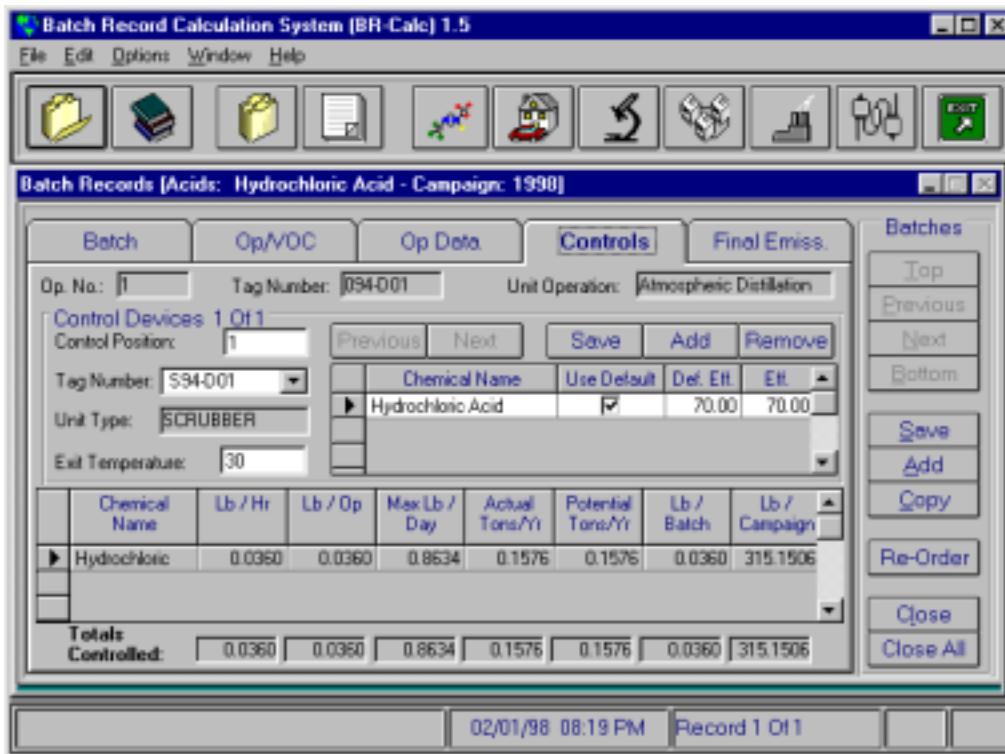 Batch Record Calculation System (BR-Calc) 1.5
File Edit Options Window Help
EXIT
Batch Records [Acids: Hydrochloric Acid - Campaign: 1998]
Batch Op/VOC Op Data Controls Final Emiss. Batches
Op. No.: 1 Tag Number: 094-D01 Unit Operation: Atmospheric Distillation Top
Previous
Control Devices 1 Of 1
Control Position: 1 Previous Next Save Add Remove Next
Bottom
Tag Number: S94-D01 Chemical Name Use Default Def. Eff. Eff.
Hydrochloric Acid 70.00 70.00
Unit Type: SCRUBBER Save
Exit Temperature: 30 Add
Copy
Chemical Name Lb / Hr Lb / Op Max Lb / Day Actual Tons/Yr Potential Tons/Yr Lb / Batch Lb / Campaign
Hydrochloric 0.0360 0.0360 0.8634 0.1576 0.1576 0.0360 315.1506 Re-Order
Close
Totals Controlled: 0.0360 0.0360 0.8634 0.1576 0.1576 0.0360 315.1506 Close All
02/01/98 08:19 PM Record 1 Of 1